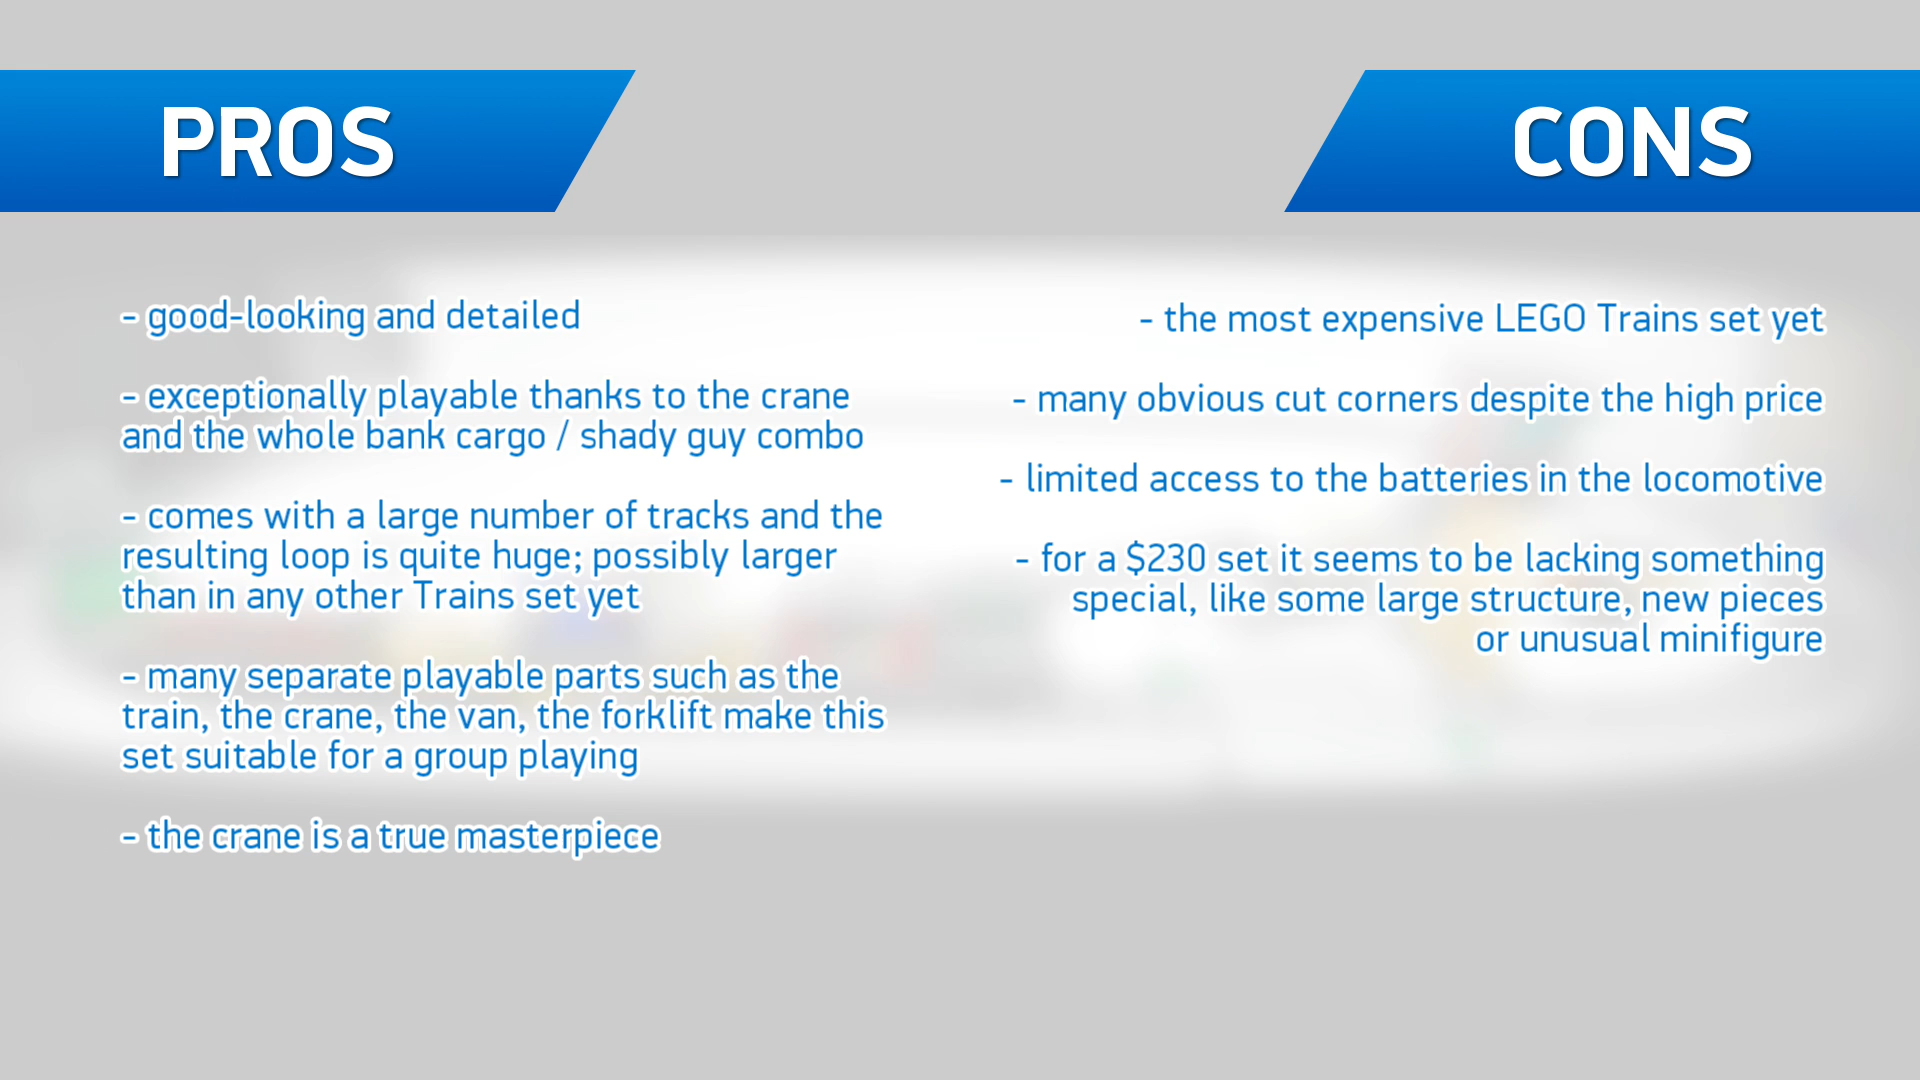 PROS
- good-looking and detailed
- exceptionally playable thanks to the crane
and the whole bank cargo / shady guy combo
- comes with a large number of tracks and the
resulting loop is quite huge; possibly larger
than in any other Trains set yet
- many separate playable parts such as the
train, the crane, the van, the forklift make this
set suitable for a group playing
- the crane is a true masterpiece
CONS
- the most expensive LEGO Trains set yet
- many obvious cut corners despite the high price
- limited access to the batteries in the locomotive
- for a $230 set it seems to be lacking something
special, like some large structure, new pieces
or unusual minifigure